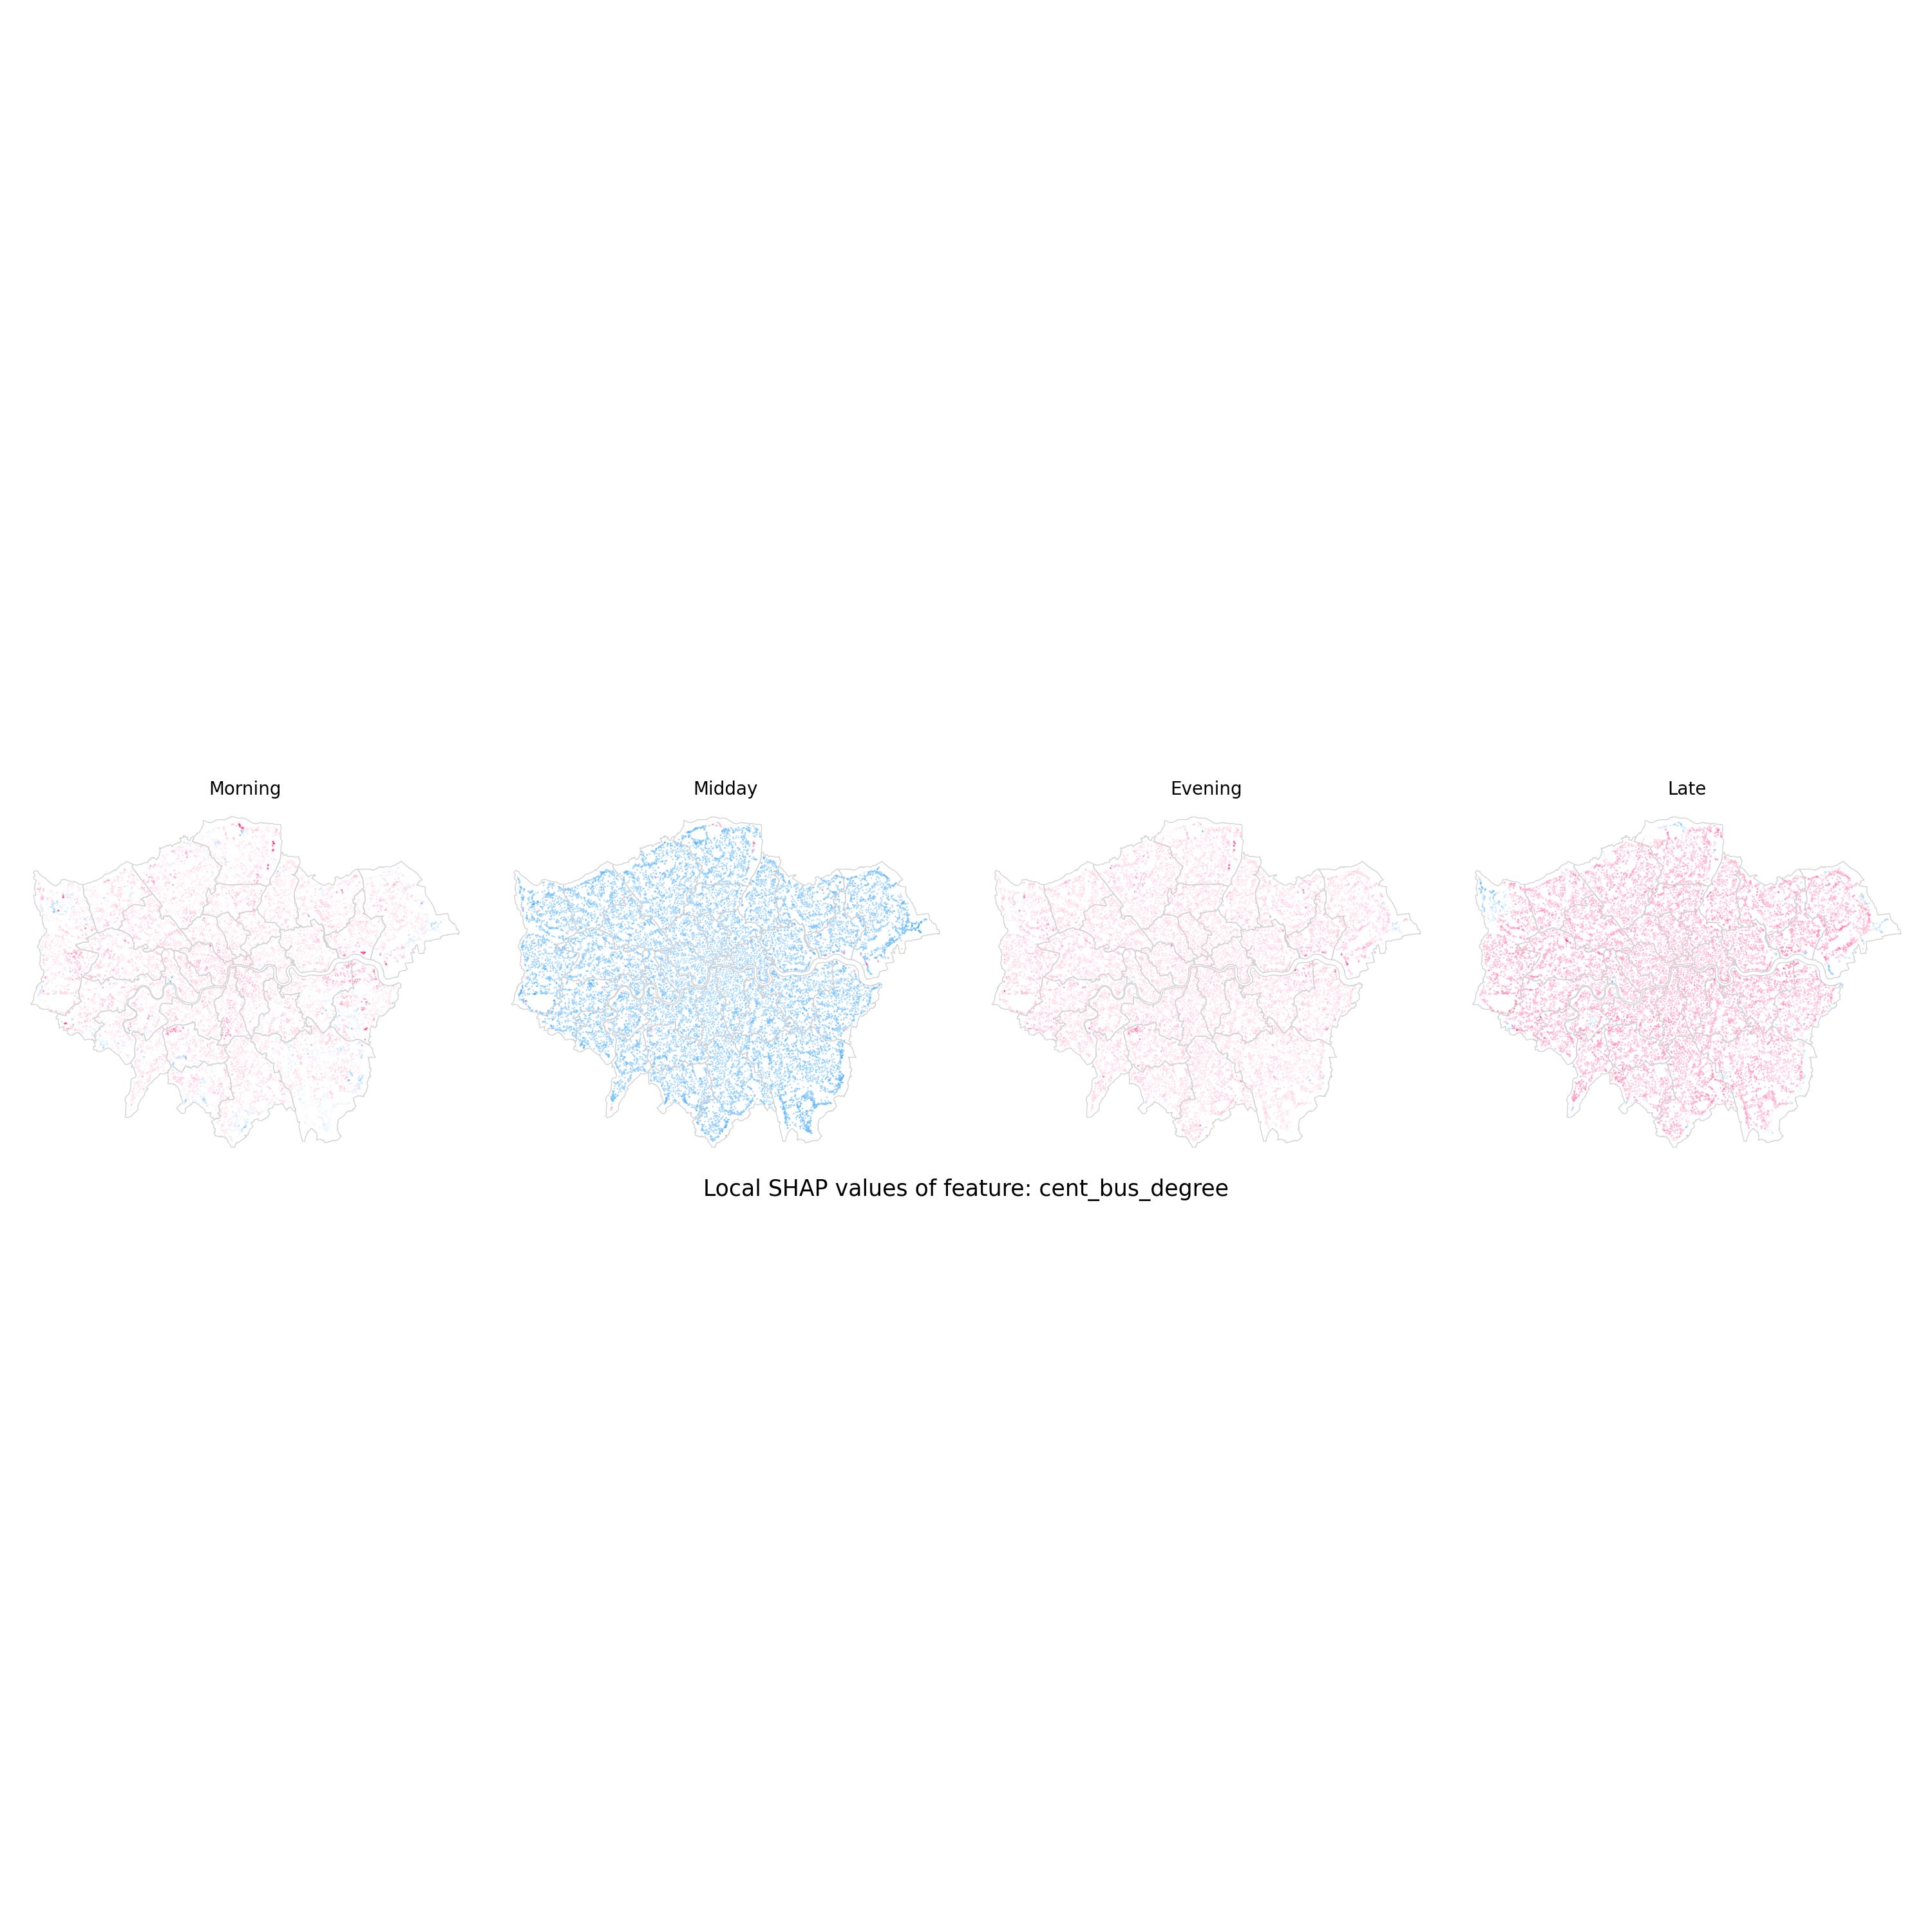 Morning
Midday
Evening
Late
Local SHAP values of feature: cent_bus_degree